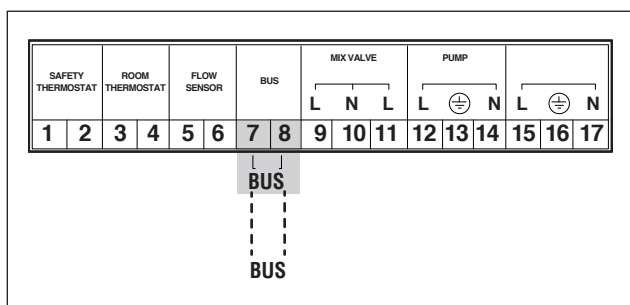 SAFETY THERMOSTAT
ROOM THERMOSTAT
FLOW SENSOR
BUS
MIX VALVE
L N L
PUMP
L N
L N
1 2 3 4 5 6 7 8 9 10 11 12 13 14 15 16 17
BUS
BUS